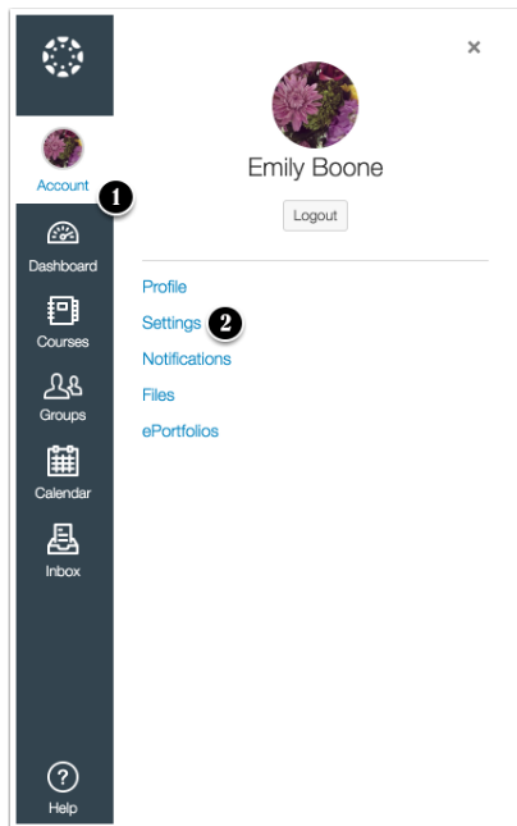 ×
Emily Boone
Logout
Account
1
Dashboard
Courses
Groups
Calendar
Inbox
?
Help
Profile
Settings 2
Notifications
Files
ePortfolios